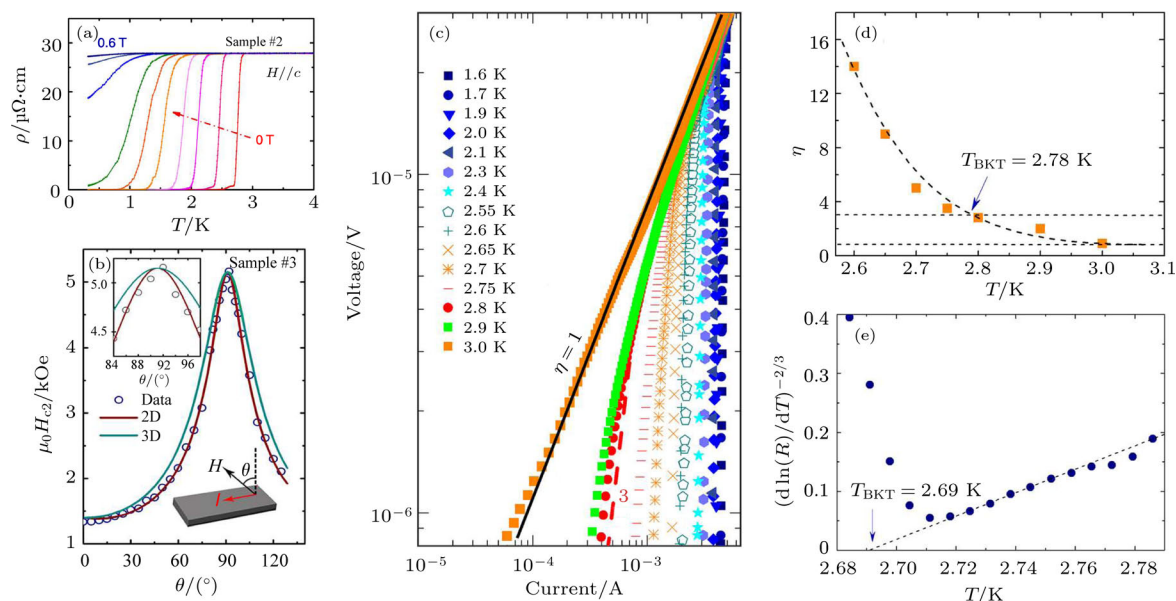 (a)
0.6 T
Sample #2
H//c
0 T
30
20
10
0
ρ/μΩ·cm
0 1 2 3 4
T/K
(b)
Sample #3
5.0
4.5
84 88 92 96
θ/(°)
Data
2D
3D
H
θ
I
6
5
4
3
2
1
μ₀H_c2/kOe
0 30 60 90 120 150
θ/(°)
(c)
1.6 K
1.7 K
1.9 K
2.0 K
2.1 K
2.3 K
2.4 K
2.55 K
2.6 K
2.65 K
2.7 K
2.75 K
2.8 K
2.9 K
3.0 K
η = 1
3
10⁻⁵
10⁻⁶
Voltage/V
10⁻⁵ 10⁻⁴ 10⁻³
Current/A
(d)
T_BKT = 2.78 K
16
12
8
4
0
η
2.6 2.7 2.8 2.9 3.0 3.1
T/K
(e)
T_BKT = 2.69 K
0.4
0.3
0.2
0.1
0
(dln(R)/dT)⁻²/³
2.68 2.70 2.72 2.74 2.76 2.78
T/K